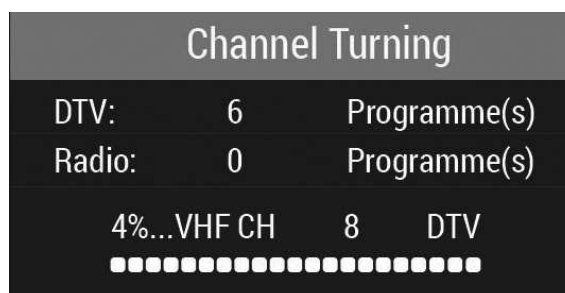 Channel Turning
DTV: 6 Programme(s)
Radio: 0 Programme(s)
4%...VHF CH 8 DTV